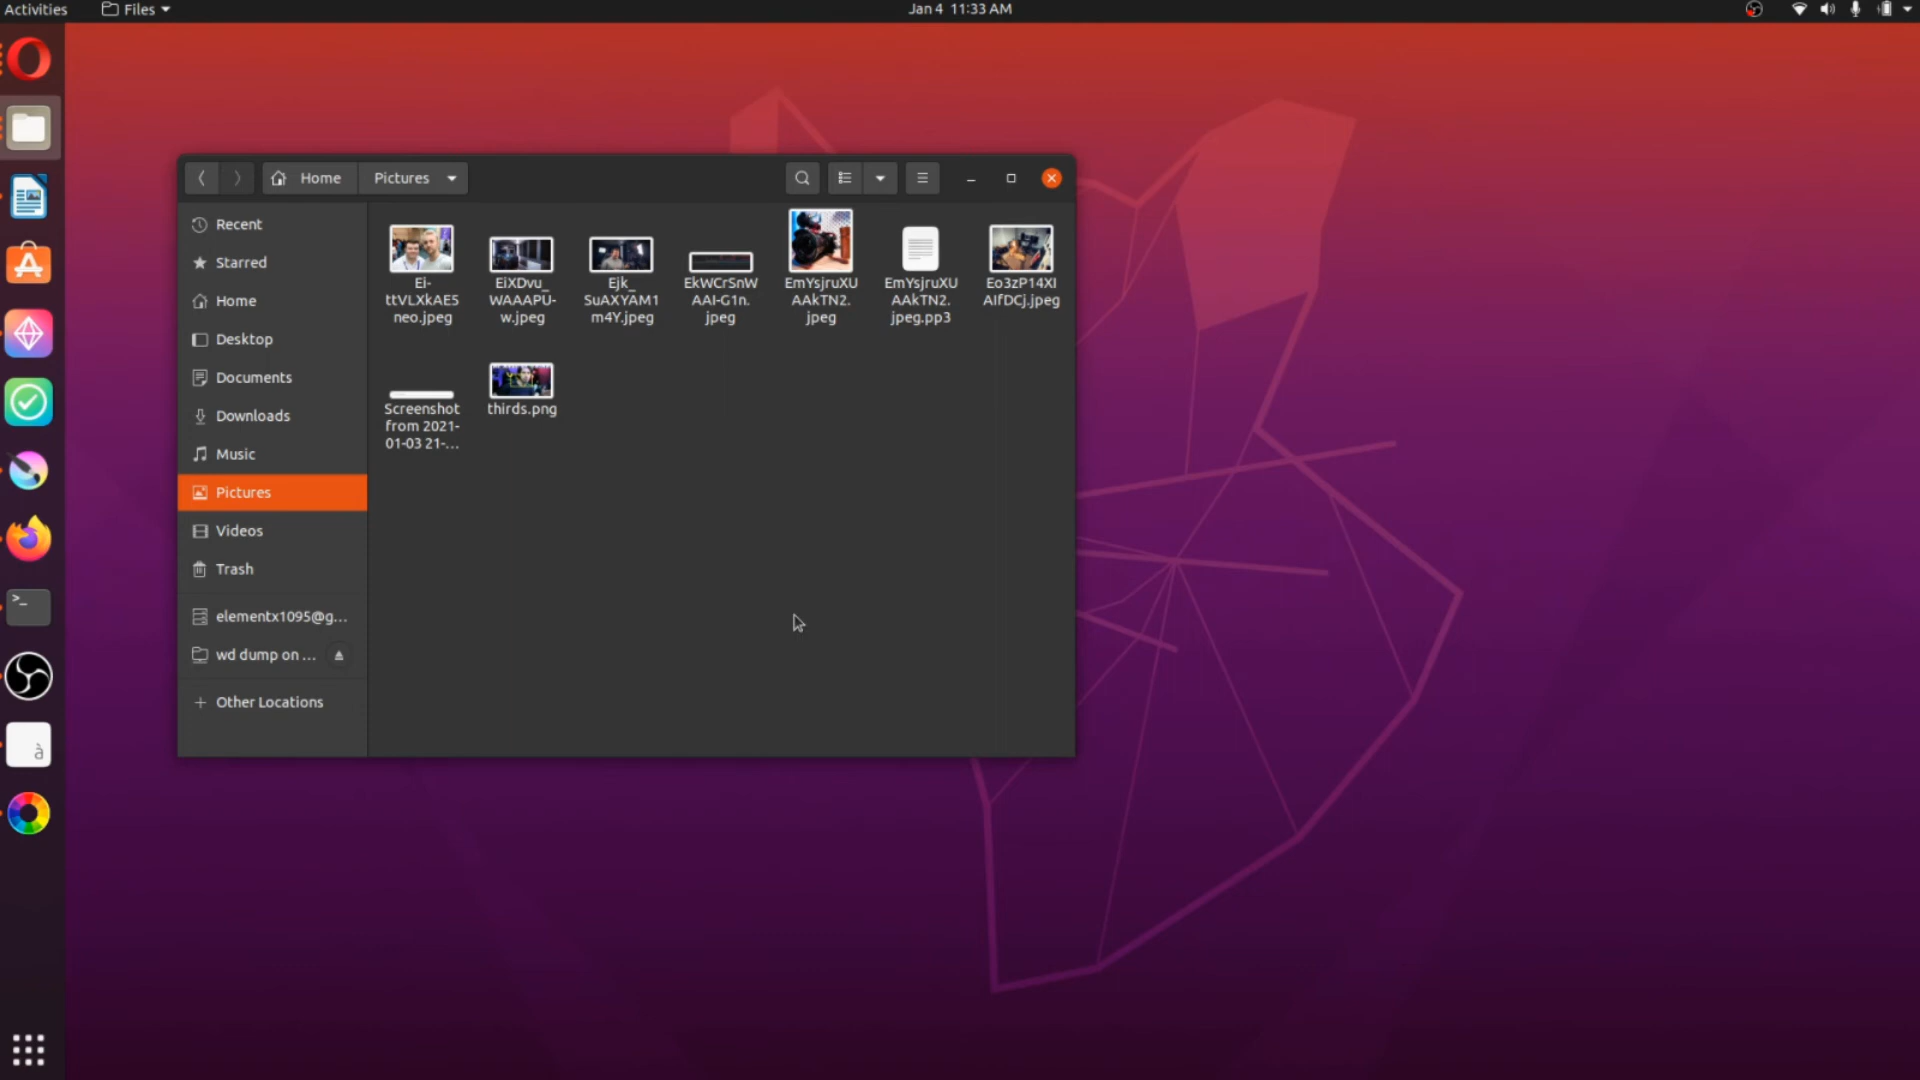 Activities
Files
Jan 4 11:33 AM
Home
Pictures
Recent
Starred
Home
Desktop
Documents
Downloads
Music
Pictures
Videos
Trash
elementx1095@g...
wd dump on ...
Other Locations
Ei-
ttVLXkAE5
neo.jpeg
EiXDvu_
WAAAPU-
w.jpeg
Ejk_
SuAXYAM1
m4Y.jpeg
EkWCrSnW
AAI-G1n.
jpeg
EmYsjruXU
AAkTN2.
jpeg
EmYsjruXU
AAkTN2.
jpeg.pp3
Eo3zP14XI
AIfDCj.jpeg
Screenshot
from 2021-
01-03 21-...
thirds.png
>_
à